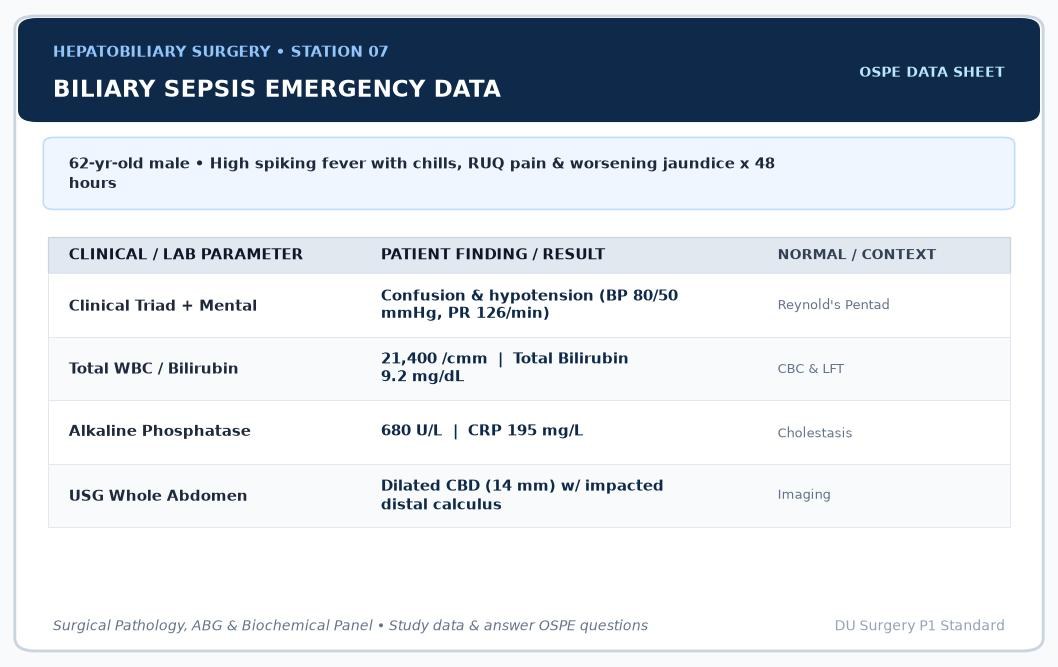 HEPATOBILIARY SURGERY • STATION 07
BILIARY SEPSIS EMERGENCY DATA
OSPE DATA SHEET
62-yr-old male • High spiking fever with chills, RUQ pain & worsening jaundice x 48
hours
CLINICAL / LAB PARAMETER
PATIENT FINDING / RESULT
NORMAL / CONTEXT
Clinical Triad + Mental
Confusion & hypotension (BP 80/50
mmHg, PR 126/min)
Reynold's Pentad
Total WBC / Bilirubin
21,400 /cmm | Total Bilirubin
9.2 mg/dL
CBC & LFT
Alkaline Phosphatase
680 U/L | CRP 195 mg/L
Cholestasis
USG Whole Abdomen
Dilated CBD (14 mm) w/ impacted
distal calculus
Imaging
Surgical Pathology, ABG & Biochemical Panel • Study data & answer OSPE questions
DU Surgery P1 Standard